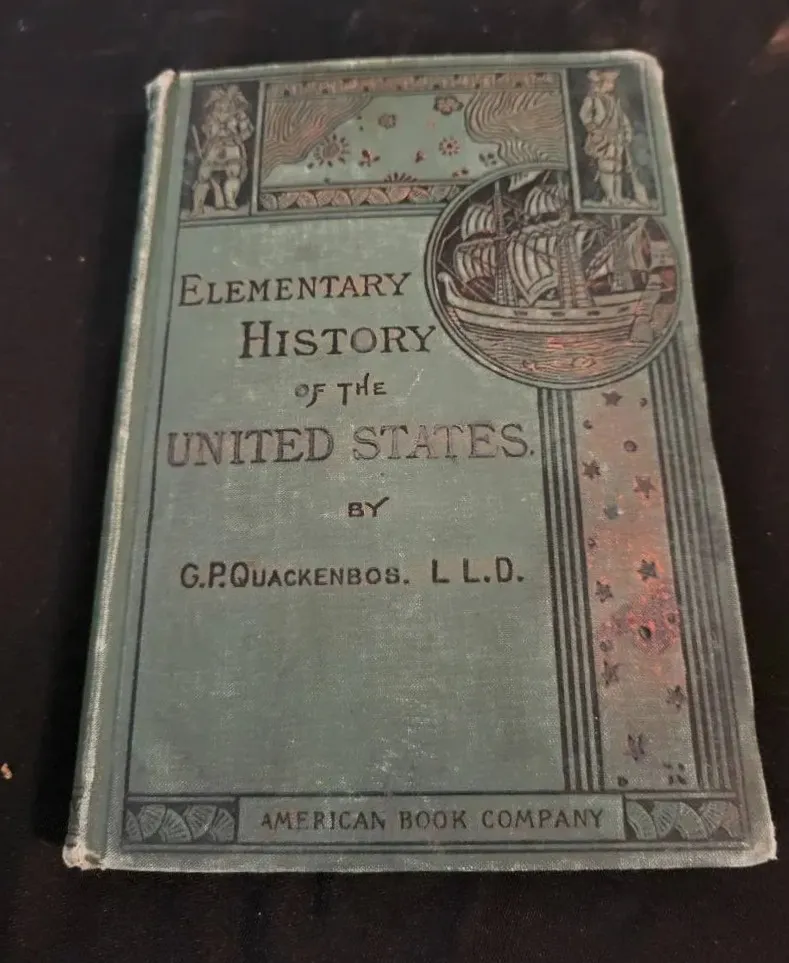 ELEMENTARY
HISTORY
OF THE
UNITED STATES.
BY
G.P. QUACKENBOS. L L.D.
AMERICAN BOOK COMPANY